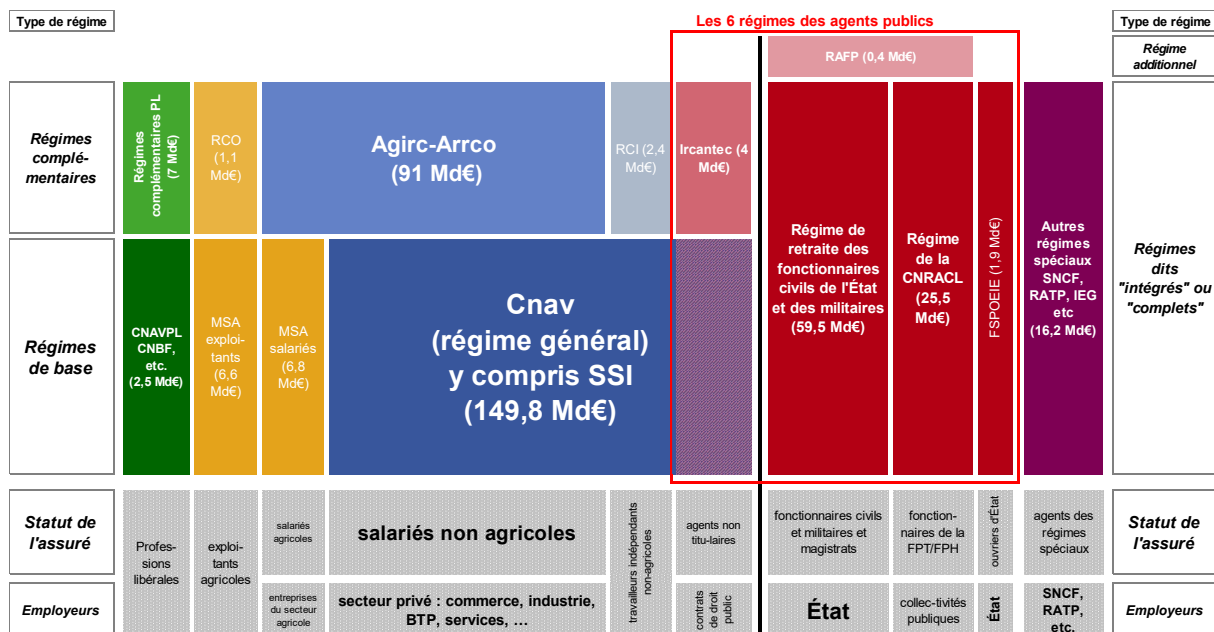 Type de régime
Les 6 régimes des agents publics
Type de régime
RAFP (0,4 Md€)
Régime
additionnel
Régimes
complé-
mentaires
Régimes
complémentaires PL
(7 Md€)
RCO
(1,1
Md€)
Agirc-Arrco
(91 Md€)
RCI (2,4
Md€)
Ircantec (4
Md€)
Régime de
retraite des
fonctionnaires
civils de l'État
et des militaires
(59,5 Md€)
Régime
de la
CNRACL
(25,5
Md€)
FSPOEIE (1,9 Md€)
Autres
régimes
spéciaux
SNCF,
RATP, IEG
etc
(16,2 Md€)
Régimes
dits
"intégrés" ou
"complets"
Régimes
de base
CNAVPL
CNBF,
etc.
(2,5 Md€)
MSA
exploi-
tants
(6,6
Md€)
MSA
salariés
(6,8
Md€)
Cnav
(régime général)
y compris SSI
(149,8 Md€)
Statut de
l'assuré
Profes-
sions
libérales
exploi-
tants
agricoles
salariés
agricoles
salariés non agricoles
travailleurs indépendants
non-agricoles
agents non
titu-laires
fonctionnaires civils
et militaires et
magistrats
fonction-
naires de la
FPT/FPH
ouvriers d'État
agents des
régimes
spéciaux
Statut de
l'assuré
Employeurs
entreprises
du secteur
agricole
secteur privé : commerce, industrie,
BTP, services, …
contrats
de droit
public
État
collec-tivités
publiques
État
SNCF,
RATP,
etc.
Employeurs